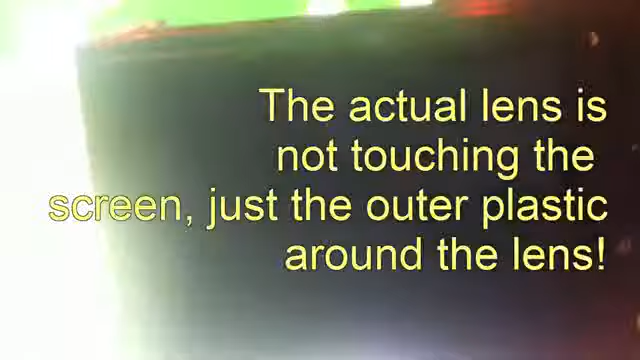 The actual lens is
not touching the
screen, just the outer plastic
around the lens!